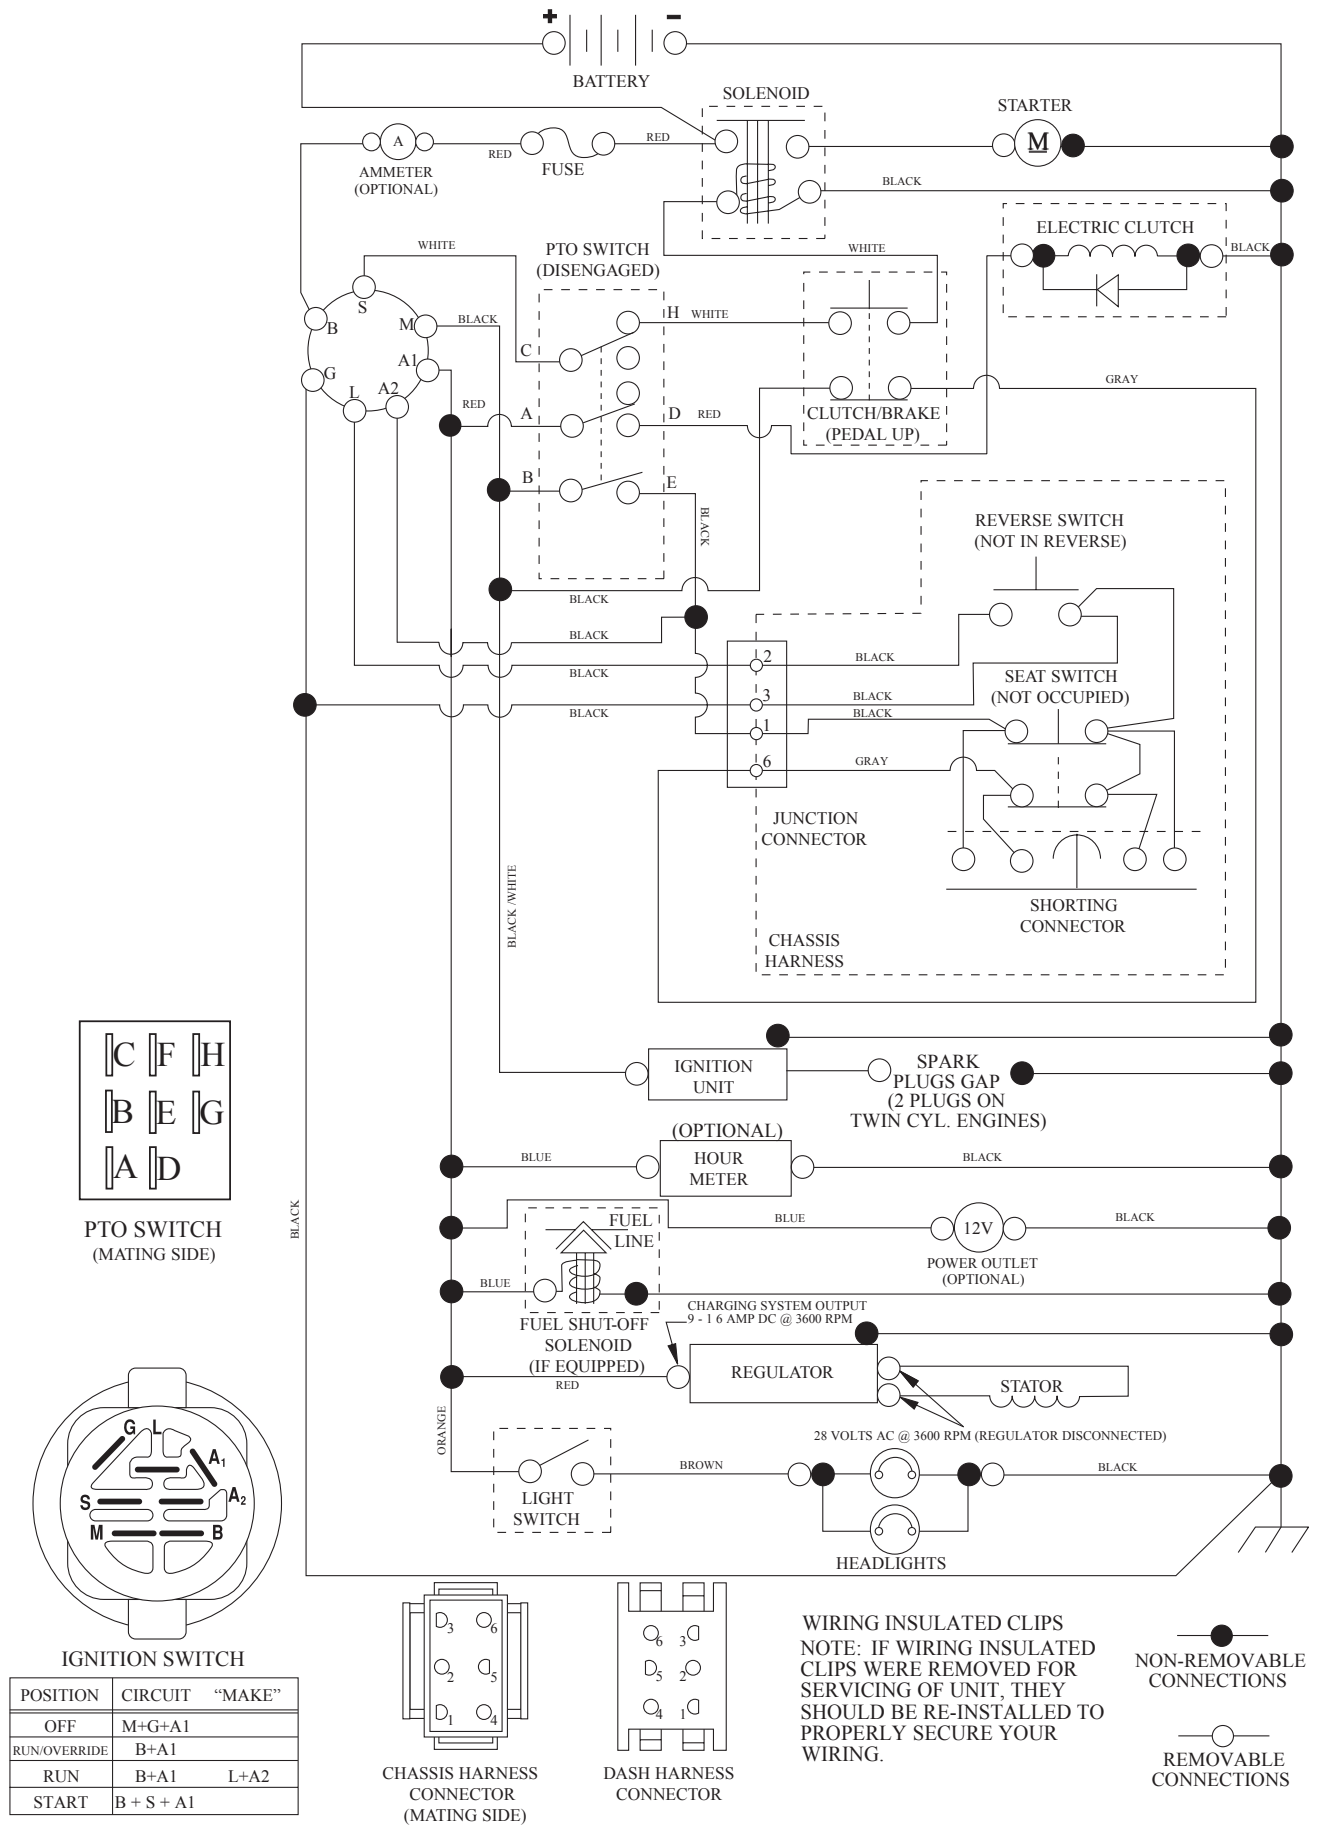 + -
BATTERY
SOLENOID
STARTER
A
RED
FUSE
RED
M
AMMETER
(OPTIONAL)
BLACK
ELECTRIC CLUTCH
BLACK
WHITE
PTO SWITCH
(DISENGAGED)
WHITE
S
B
M
BLACK
H WHITE
G
A1
C
L
A2
RED
A
D RED
CLUTCH/BRAKE
(PEDAL UP)
GRAY
B
E
BLACK
REVERSE SWITCH
(NOT IN REVERSE)
BLACK
BLACK
2
BLACK
BLACK
SEAT SWITCH
(NOT OCCUPIED)
3
BLACK
BLACK
BLACK
1
6
GRAY
JUNCTION
CONNECTOR
BLACK /WHITE
SHORTING
CONNECTOR
CHASSIS
HARNESS
C F H
B E G
A D
PTO SWITCH
(MATING SIDE)
BLACK
IGNITION
UNIT
SPARK
PLUGS GAP
(2 PLUGS ON
TWIN CYL. ENGINES)
(OPTIONAL)
BLUE
HOUR
METER
BLACK
FUEL
LINE
BLUE
12V
BLACK
POWER OUTLET
(OPTIONAL)
BLUE
FUEL SHUT-OFF
SOLENOID
(IF EQUIPPED)
CHARGING SYSTEM OUTPUT
9 - 1 6 AMP DC @ 3600 RPM
RED
REGULATOR
STATOR
28 VOLTS AC @ 3600 RPM (REGULATOR DISCONNECTED)
ORANGE
LIGHT
SWITCH
BROWN
BLACK
HEADLIGHTS
G L
A1
S
A2
M
B
IGNITION SWITCH
POSITION CIRCUIT “MAKE”
OFF M+G+A1
RUN/OVERRIDE B+A1
RUN B+A1 L+A2
START B + S + A1
3 6
2 5
1 4
CHASSIS HARNESS
CONNECTOR
(MATING SIDE)
6 3
5 2
4 1
DASH HARNESS
CONNECTOR
WIRING INSULATED CLIPS
NOTE: IF WIRING INSULATED
CLIPS WERE REMOVED FOR
SERVICING OF UNIT, THEY
SHOULD BE RE-INSTALLED TO
PROPERLY SECURE YOUR
WIRING.
NON-REMOVABLE
CONNECTIONS
REMOVABLE
CONNECTIONS